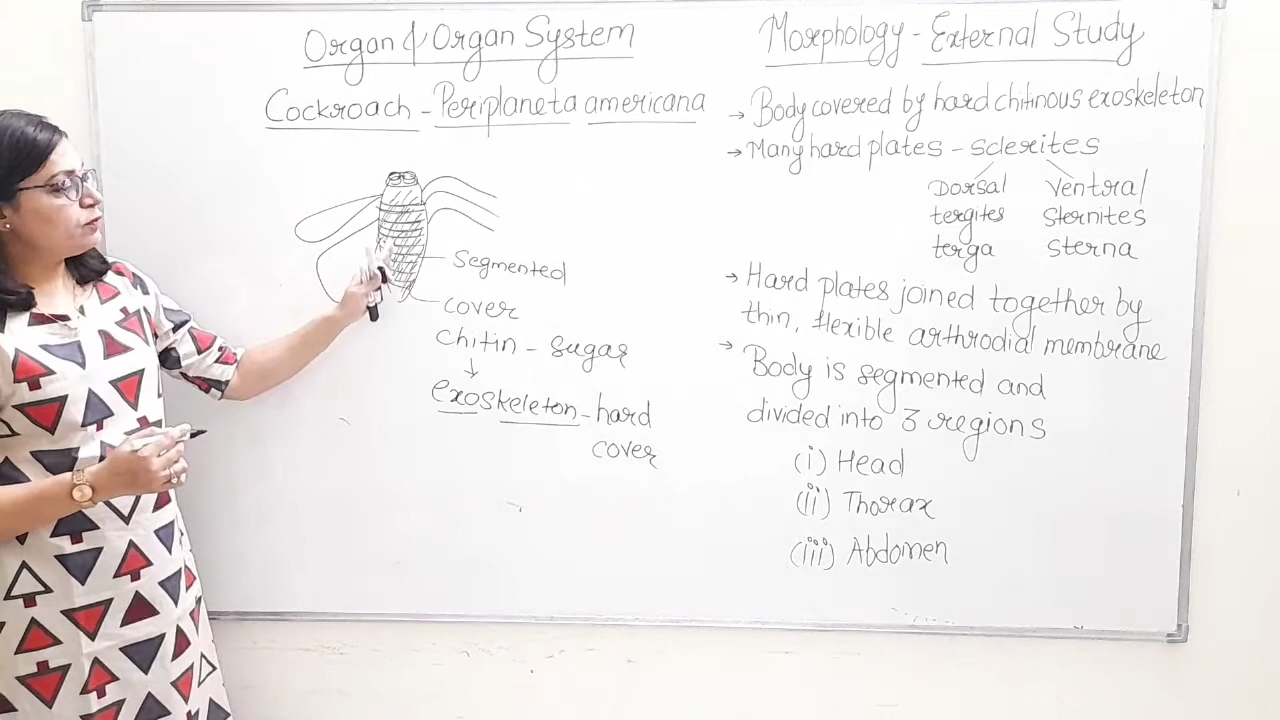 Organ & Organ System
Cockroach - Periplaneta americana
Segmented
cover
chitin - sugar
exoskeleton - hard
cover
Morphology - External Study
→ Body covered by hard chitinous exoskeleton
→ Many hard plates - sclerites
Dorsal Ventral
tergites sternites
terga sterna
→ Hard plates joined together by
thin, flexible arthrodial membrane
→ Body is segmented and
divided into 3 regions
(i) Head
(ii) Thorax
(iii) Abdomen